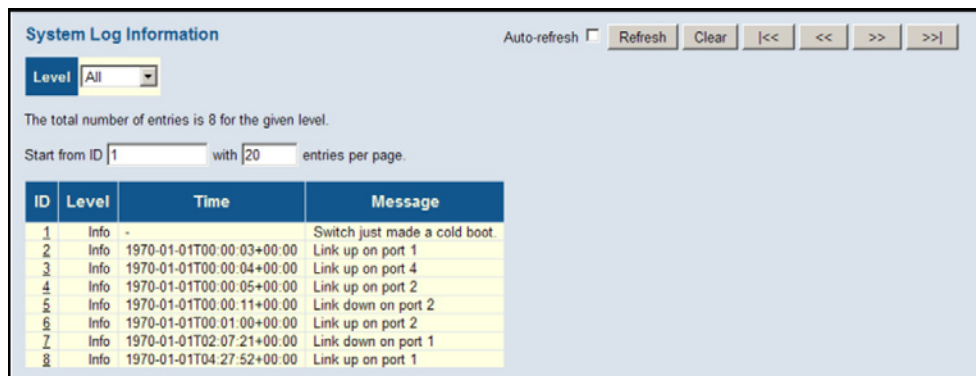 System Log Information
Auto-refresh Refresh Clear |<< << >> >>|
Level All
The total number of entries is 8 for the given level.
Start from ID 1 with 20 entries per page.
ID Level Time Message
1 Info - Switch just made a cold boot.
2 Info 1970-01-01T00:00:03+00:00 Link up on port 1
3 Info 1970-01-01T00:00:04+00:00 Link up on port 4
4 Info 1970-01-01T00:00:05+00:00 Link up on port 2
5 Info 1970-01-01T00:00:11+00:00 Link down on port 2
6 Info 1970-01-01T00:01:00+00:00 Link up on port 2
7 Info 1970-01-01T02:07:21+00:00 Link down on port 1
8 Info 1970-01-01T04:27:52+00:00 Link up on port 1